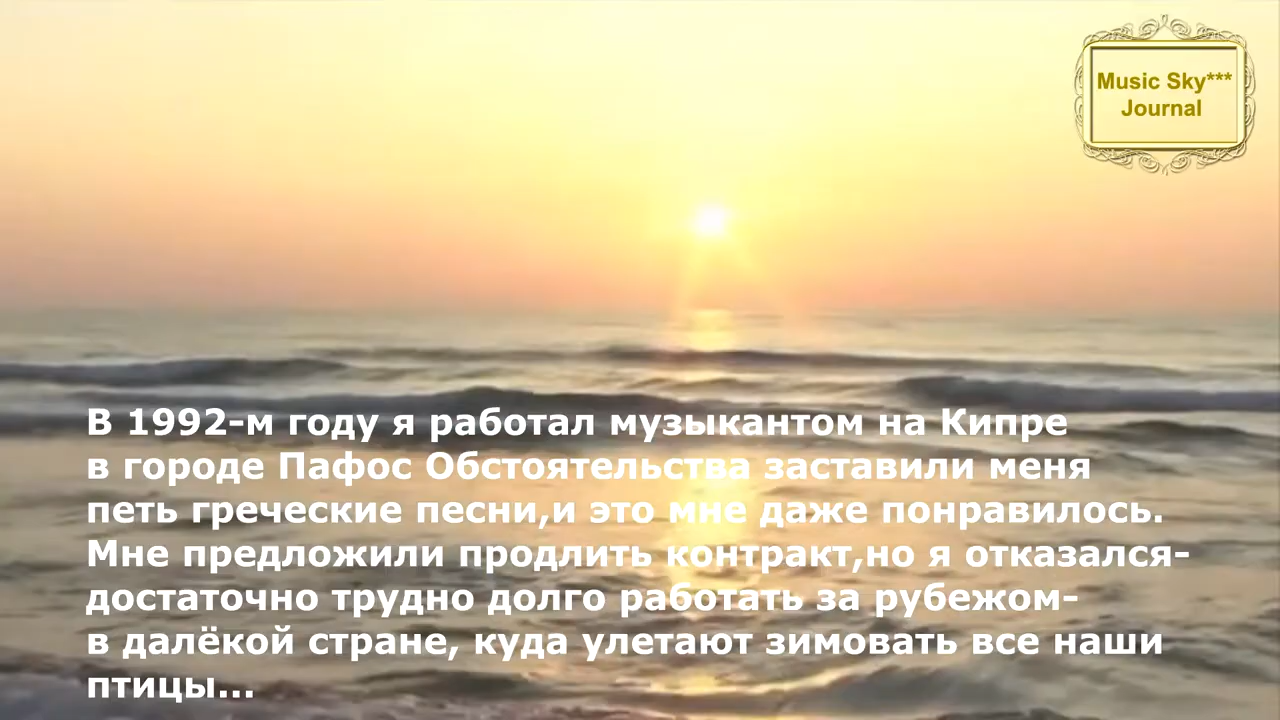 Music Sky***
Journal
В 1992-м году я работал музыкантом на Кипре
в городе Пафос Обстоятельства заставили меня
петь греческие песни,и это мне даже понравилось.
Мне предложили продлить контракт,но я отказался-
достаточно трудно долго работать за рубежом-
в далёкой стране, куда улетают зимовать все наши
птицы...